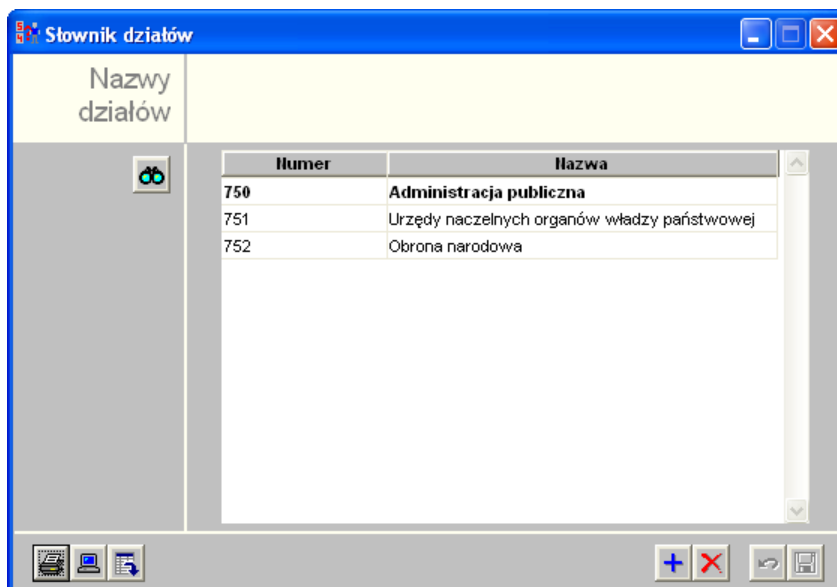 Słownik działów
Nazwy
działów
Numer Nazwa
750 Administracja publiczna
751 Urzędy naczelnych organów władzy państwowej
752 Obrona narodowa